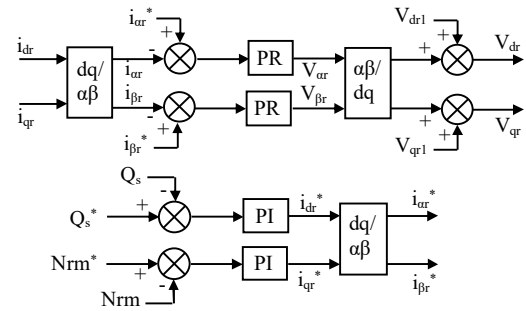 iαr*
+
-
idr
iqr
dq/
αβ
iαr
iβr
-
+
iβr*
PR
PR
Vαr
Vβr
αβ/
dq
Vdr1
+
+
Vdr
+
+
Vqr
Vqr1
Qs
-
Qs*
+
PI
idr*
Nrm*
+
-
Nrm
PI
iqr*
dq/
αβ
iαr*
iβr*